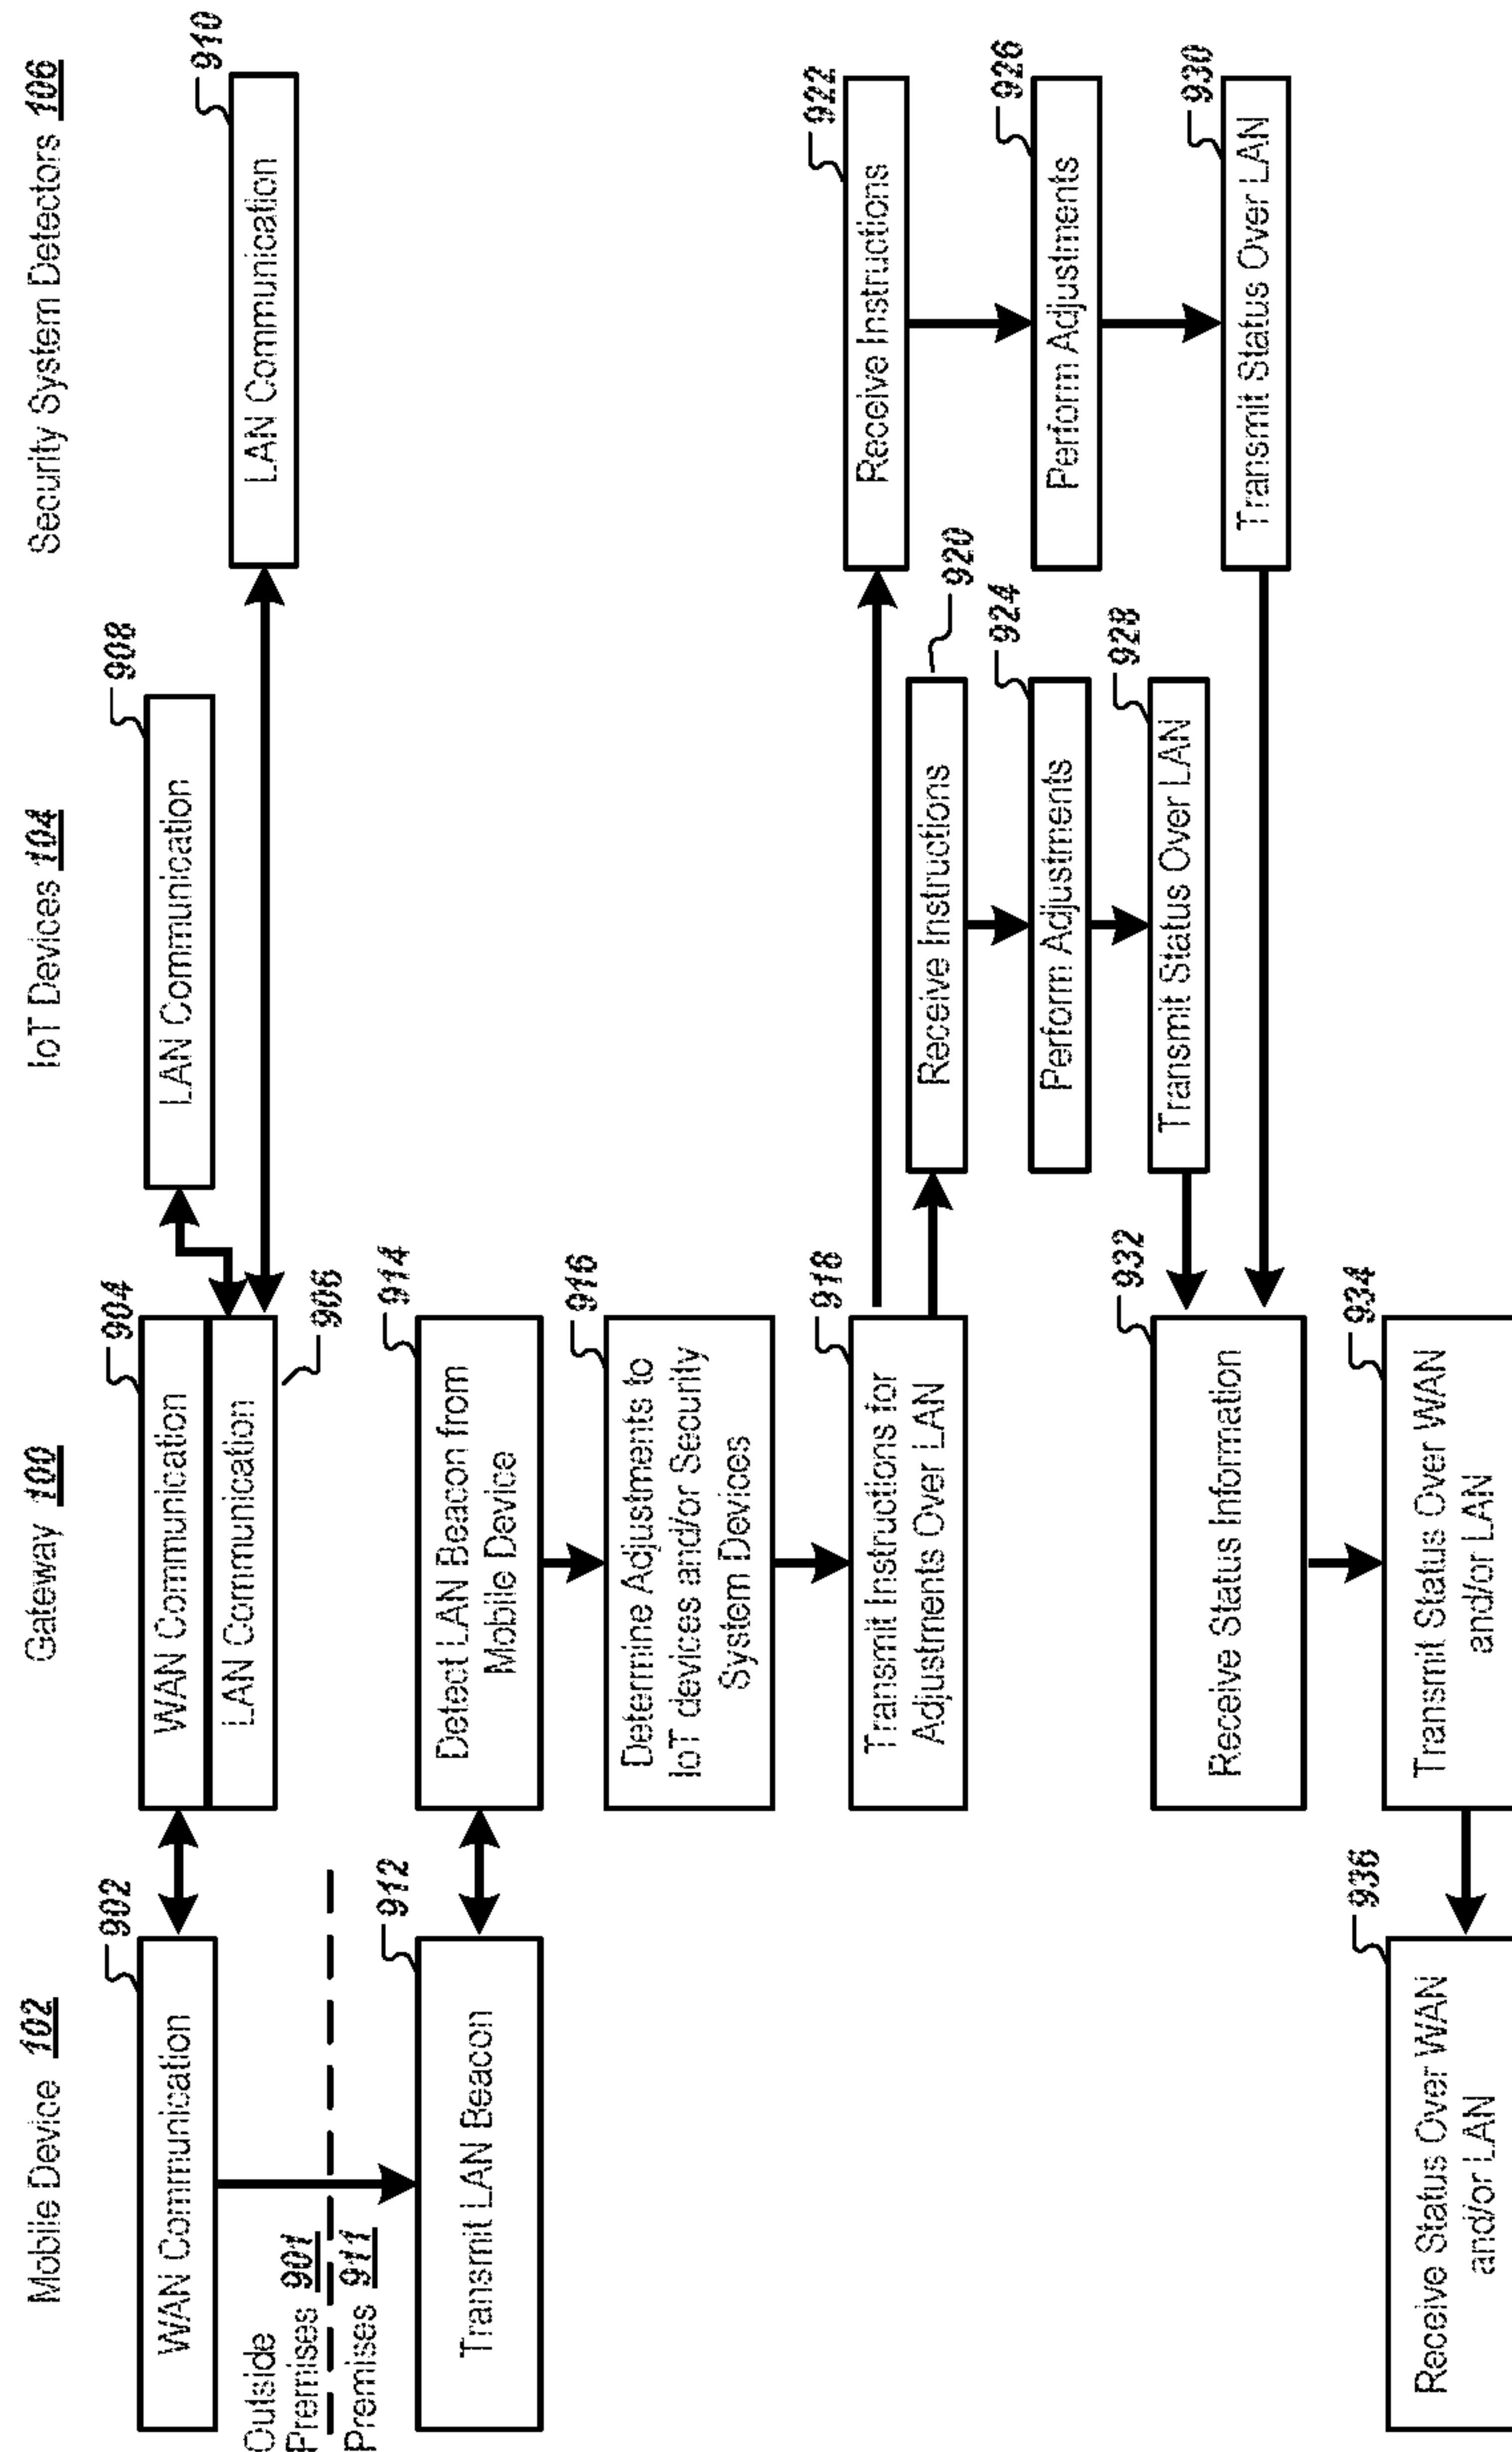 Mobile Device 102
Gateway 100
IoT Devices 104
Security System Detectors 106
902
WAN Communication
904
WAN Communication
LAN Communication
906
908
LAN Communication
910
LAN Communication
Outside
Premises 901
Premises 911
912
Transmit LAN Beacon
914
Detect LAN Beacon from
Mobile Device
916
Determine Adjustments to
IoT devices and/or Security
System Devices
918
Transmit Instructions for
Adjustments Over LAN
922
Receive Instructions
920
Receive Instructions
924
Perform Adjustments
926
Perform Adjustments
928
Transmit Status Over LAN
930
Transmit Status Over LAN
932
Receive Status Information
934
Transmit Status Over WAN
and/or LAN
936
Receive Status Over WAN
and/or LAN